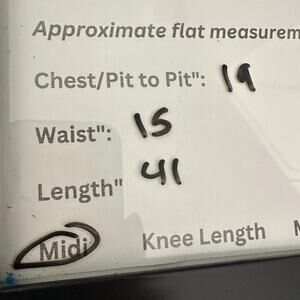 Approximate flat measurem
Chest/Pit to Pit": 19
Waist": 15
Length" 41
Midi Knee Length